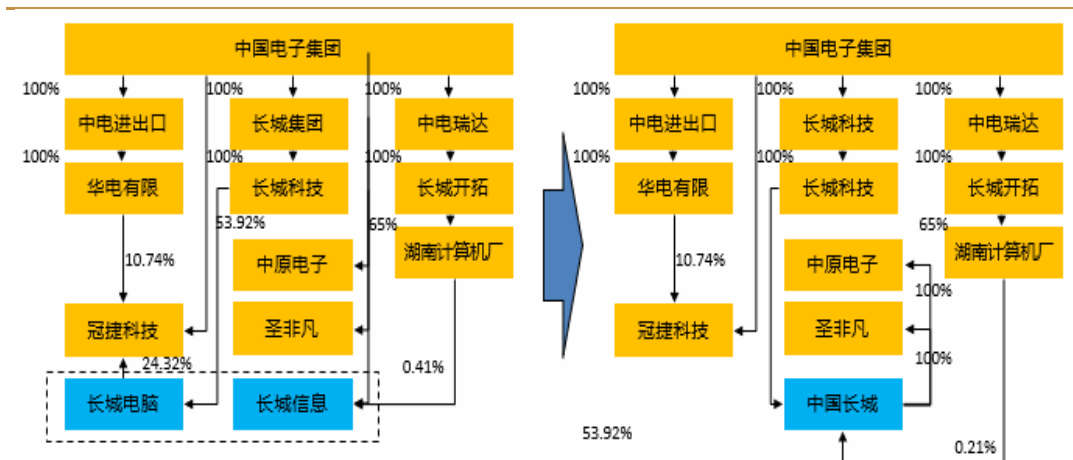 中国电子集团
100%
100%
100%
中电进出口
长城集团
中电瑞达
100%
100%
100%
华电有限
长城科技
长城开拓
53.92%
65%
10.74%
中原电子
湖南计算机厂
冠捷科技
圣非凡
24.32%
0.41%
长城电脑
长城信息
中国电子集团
100%
100%
100%
中电进出口
长城科技
中电瑞达
100%
100%
100%
华电有限
长城科技
长城开拓
65%
10.74%
中原电子
湖南计算机厂
100%
冠捷科技
圣非凡
100%
中国长城
53.92%
0.21%